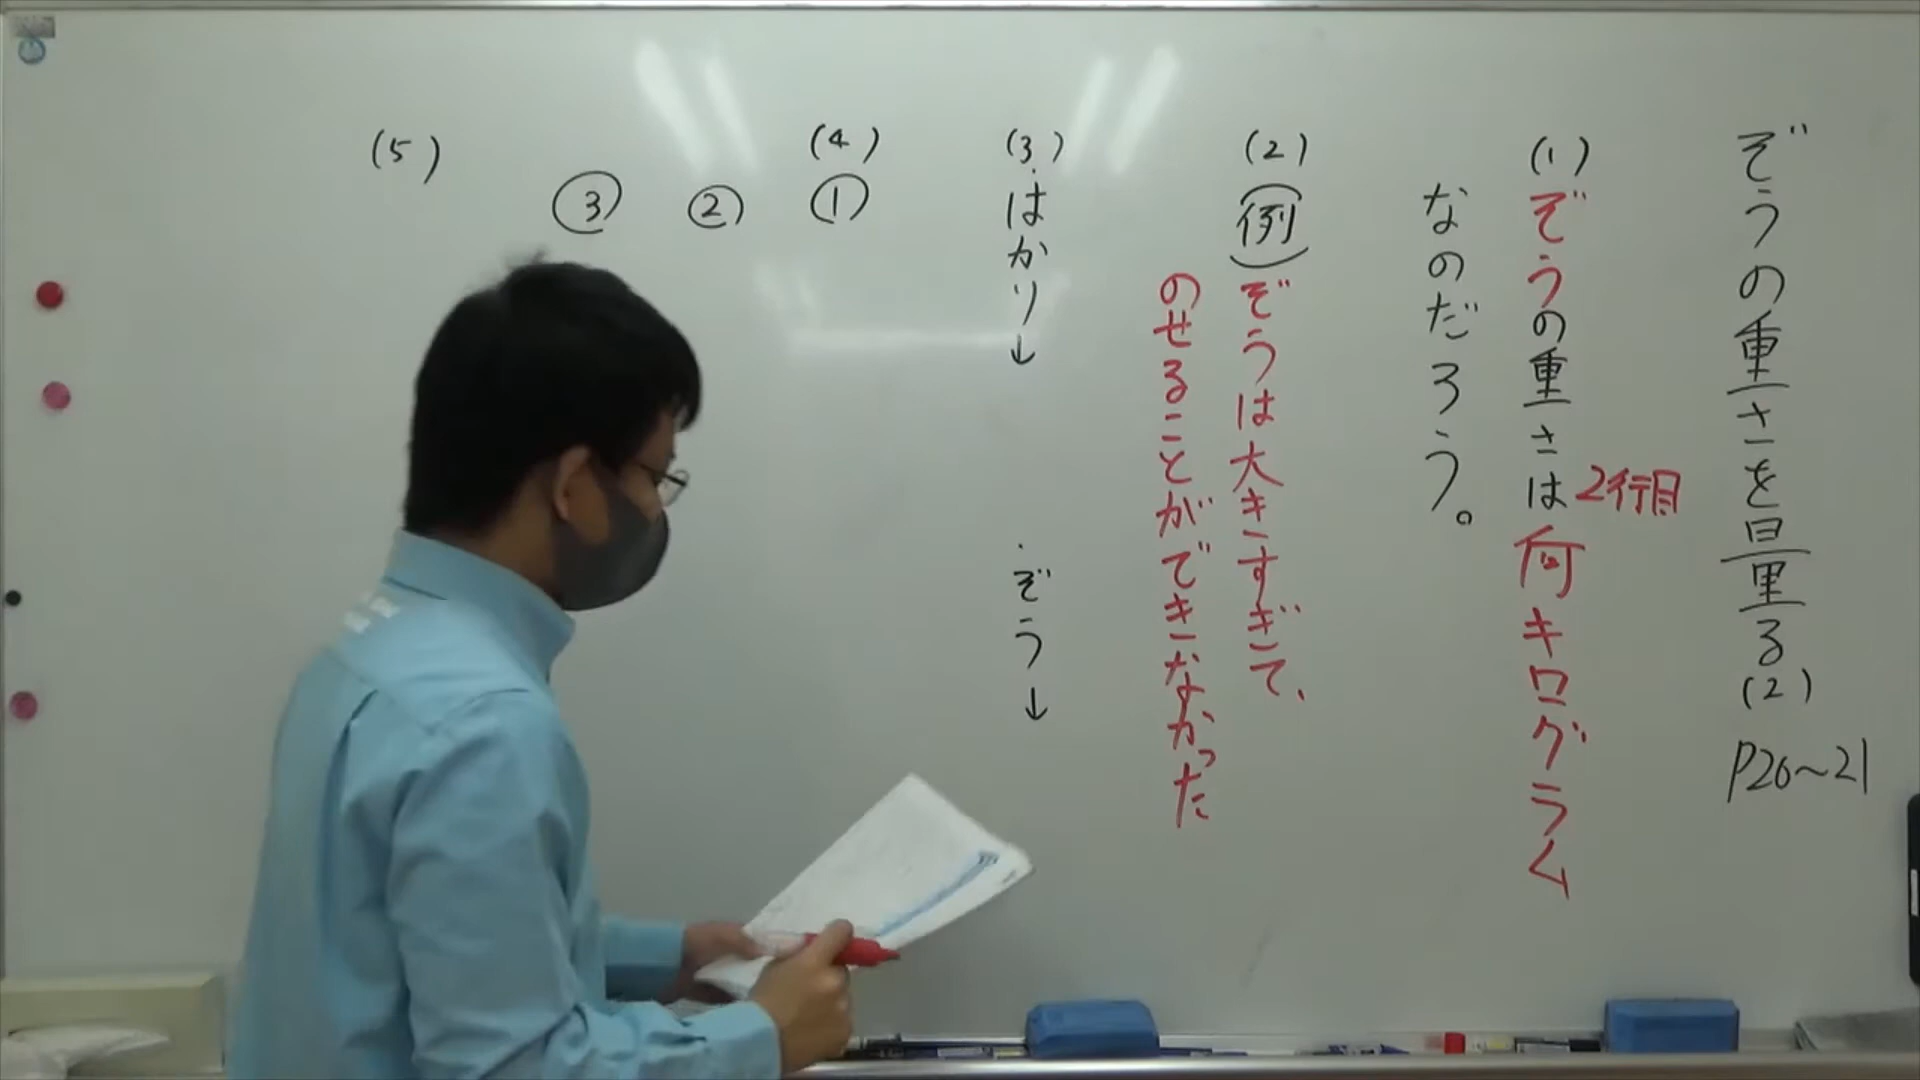 ぞうの重さを量る(2) P20～21
(1)ぞうの重さは何キログラム
2行目
なのだろう。
(2)(例)ぞうは大きすぎて、
のせることができなかった
(3)・はかり↓
・ぞう↓
(4)①
②
③
(5)